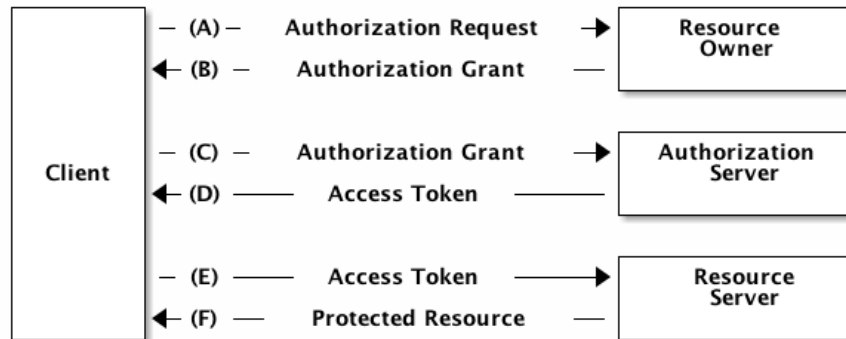 (A) Authorization Request Resource
Owner
(B) Authorization Grant
(C) Authorization Grant Authorization
Client
Server
(D) Access Token
(E) Access Token Resource
Server
(F) Protected Resource